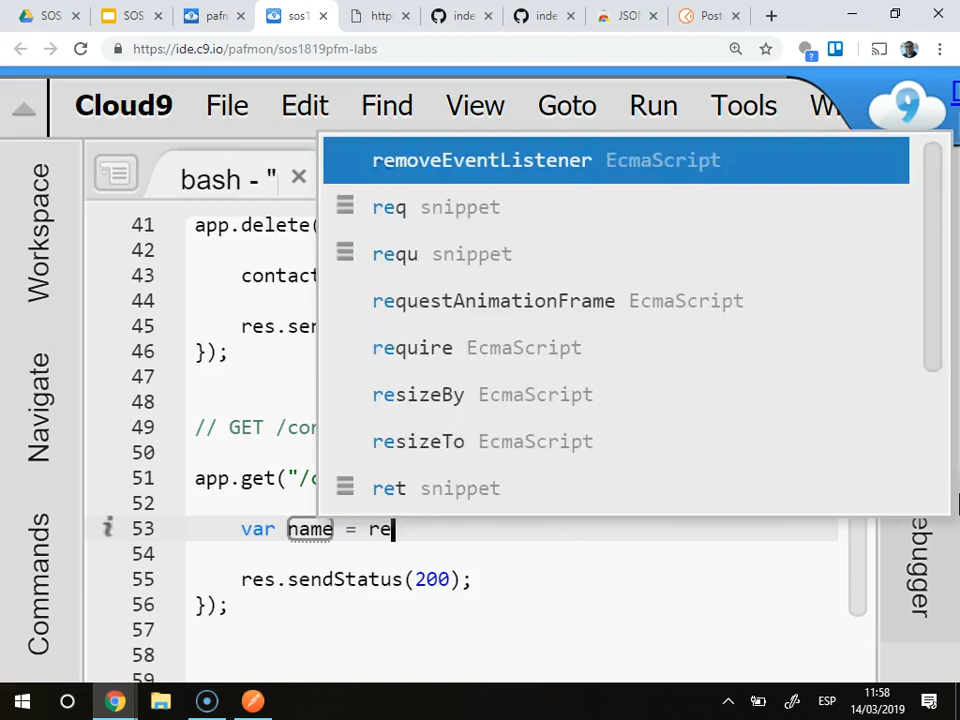 SOS
SOS
pafm
sos1
http
inde
inde
JSON
Post
https://ide.c9.io/pafmon/sos1819pfm-labs
Cloud9 File Edit Find View Goto Run Tools
9
Workspace
Navigate
Commands
bash - "
removeEventListener EcmaScript
req snippet
requ snippet
requestAnimationFrame EcmaScript
require EcmaScript
resizeBy EcmaScript
resizeTo EcmaScript
ret snippet
41 app.delete(
42
43 contact
44
45 res.sen
46 });
47
48
49 // GET /con
50
51 app.get("/c
52
53 var name = re
54
55 res.sendStatus(200);
56 });
57
58
59
ebugger
ESP
11:58
14/03/2019